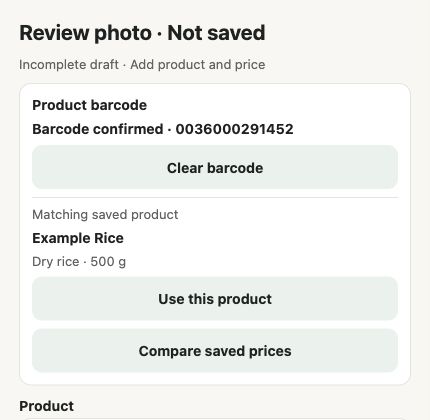 Review photo · Not saved
Incomplete draft · Add product and price
Product barcode
Barcode confirmed · 0036000291452
Clear barcode
Matching saved product
Example Rice
Dry rice · 500 g
Use this product
Compare saved prices
Product